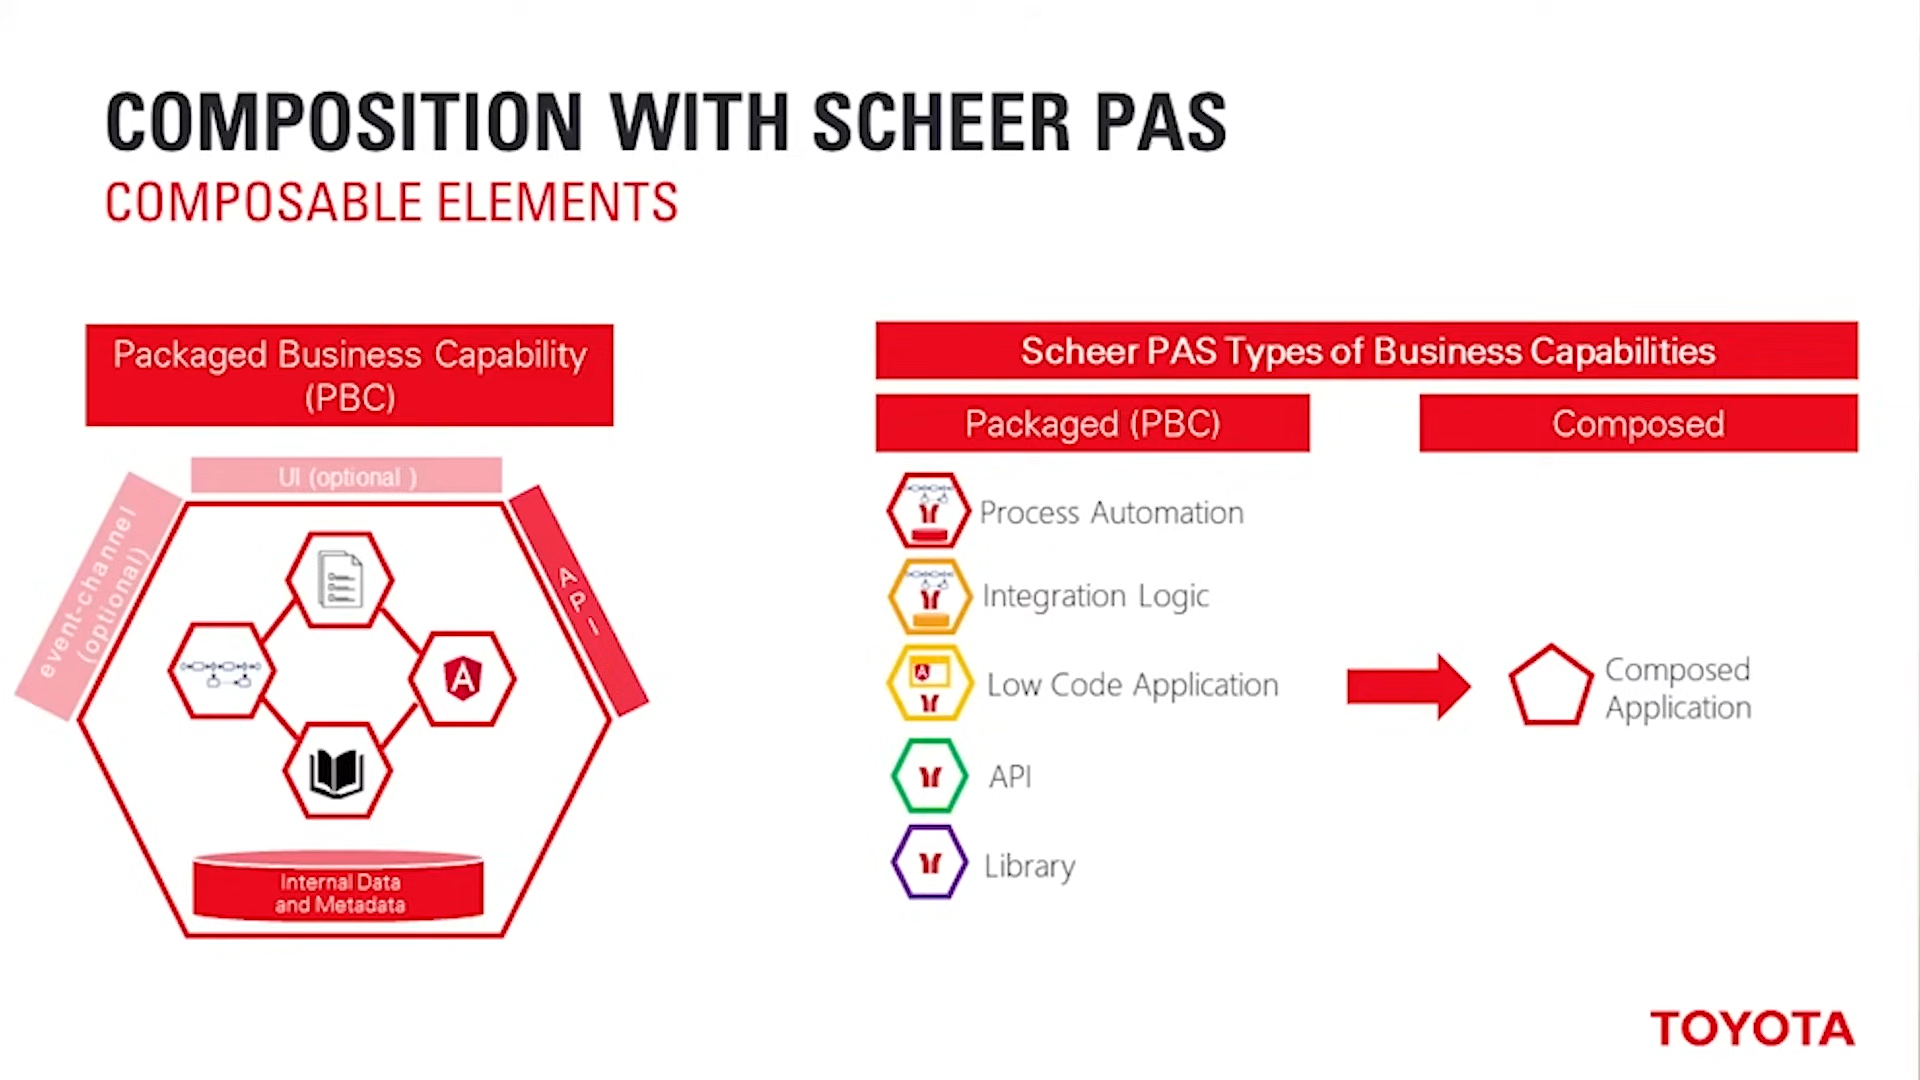 COMPOSITION WITH SCHEER PAS
COMPOSABLE ELEMENTS
Packaged Business Capability
(PBC)
UI (optional )
event-channel
(optional)
API
A
Internal Data
and Metadata
Scheer PAS Types of Business Capabilities
Packaged (PBC)
Composed
Process Automation
Integration Logic
A
Low Code Application
API
Library
Composed
Application
TOYOTA